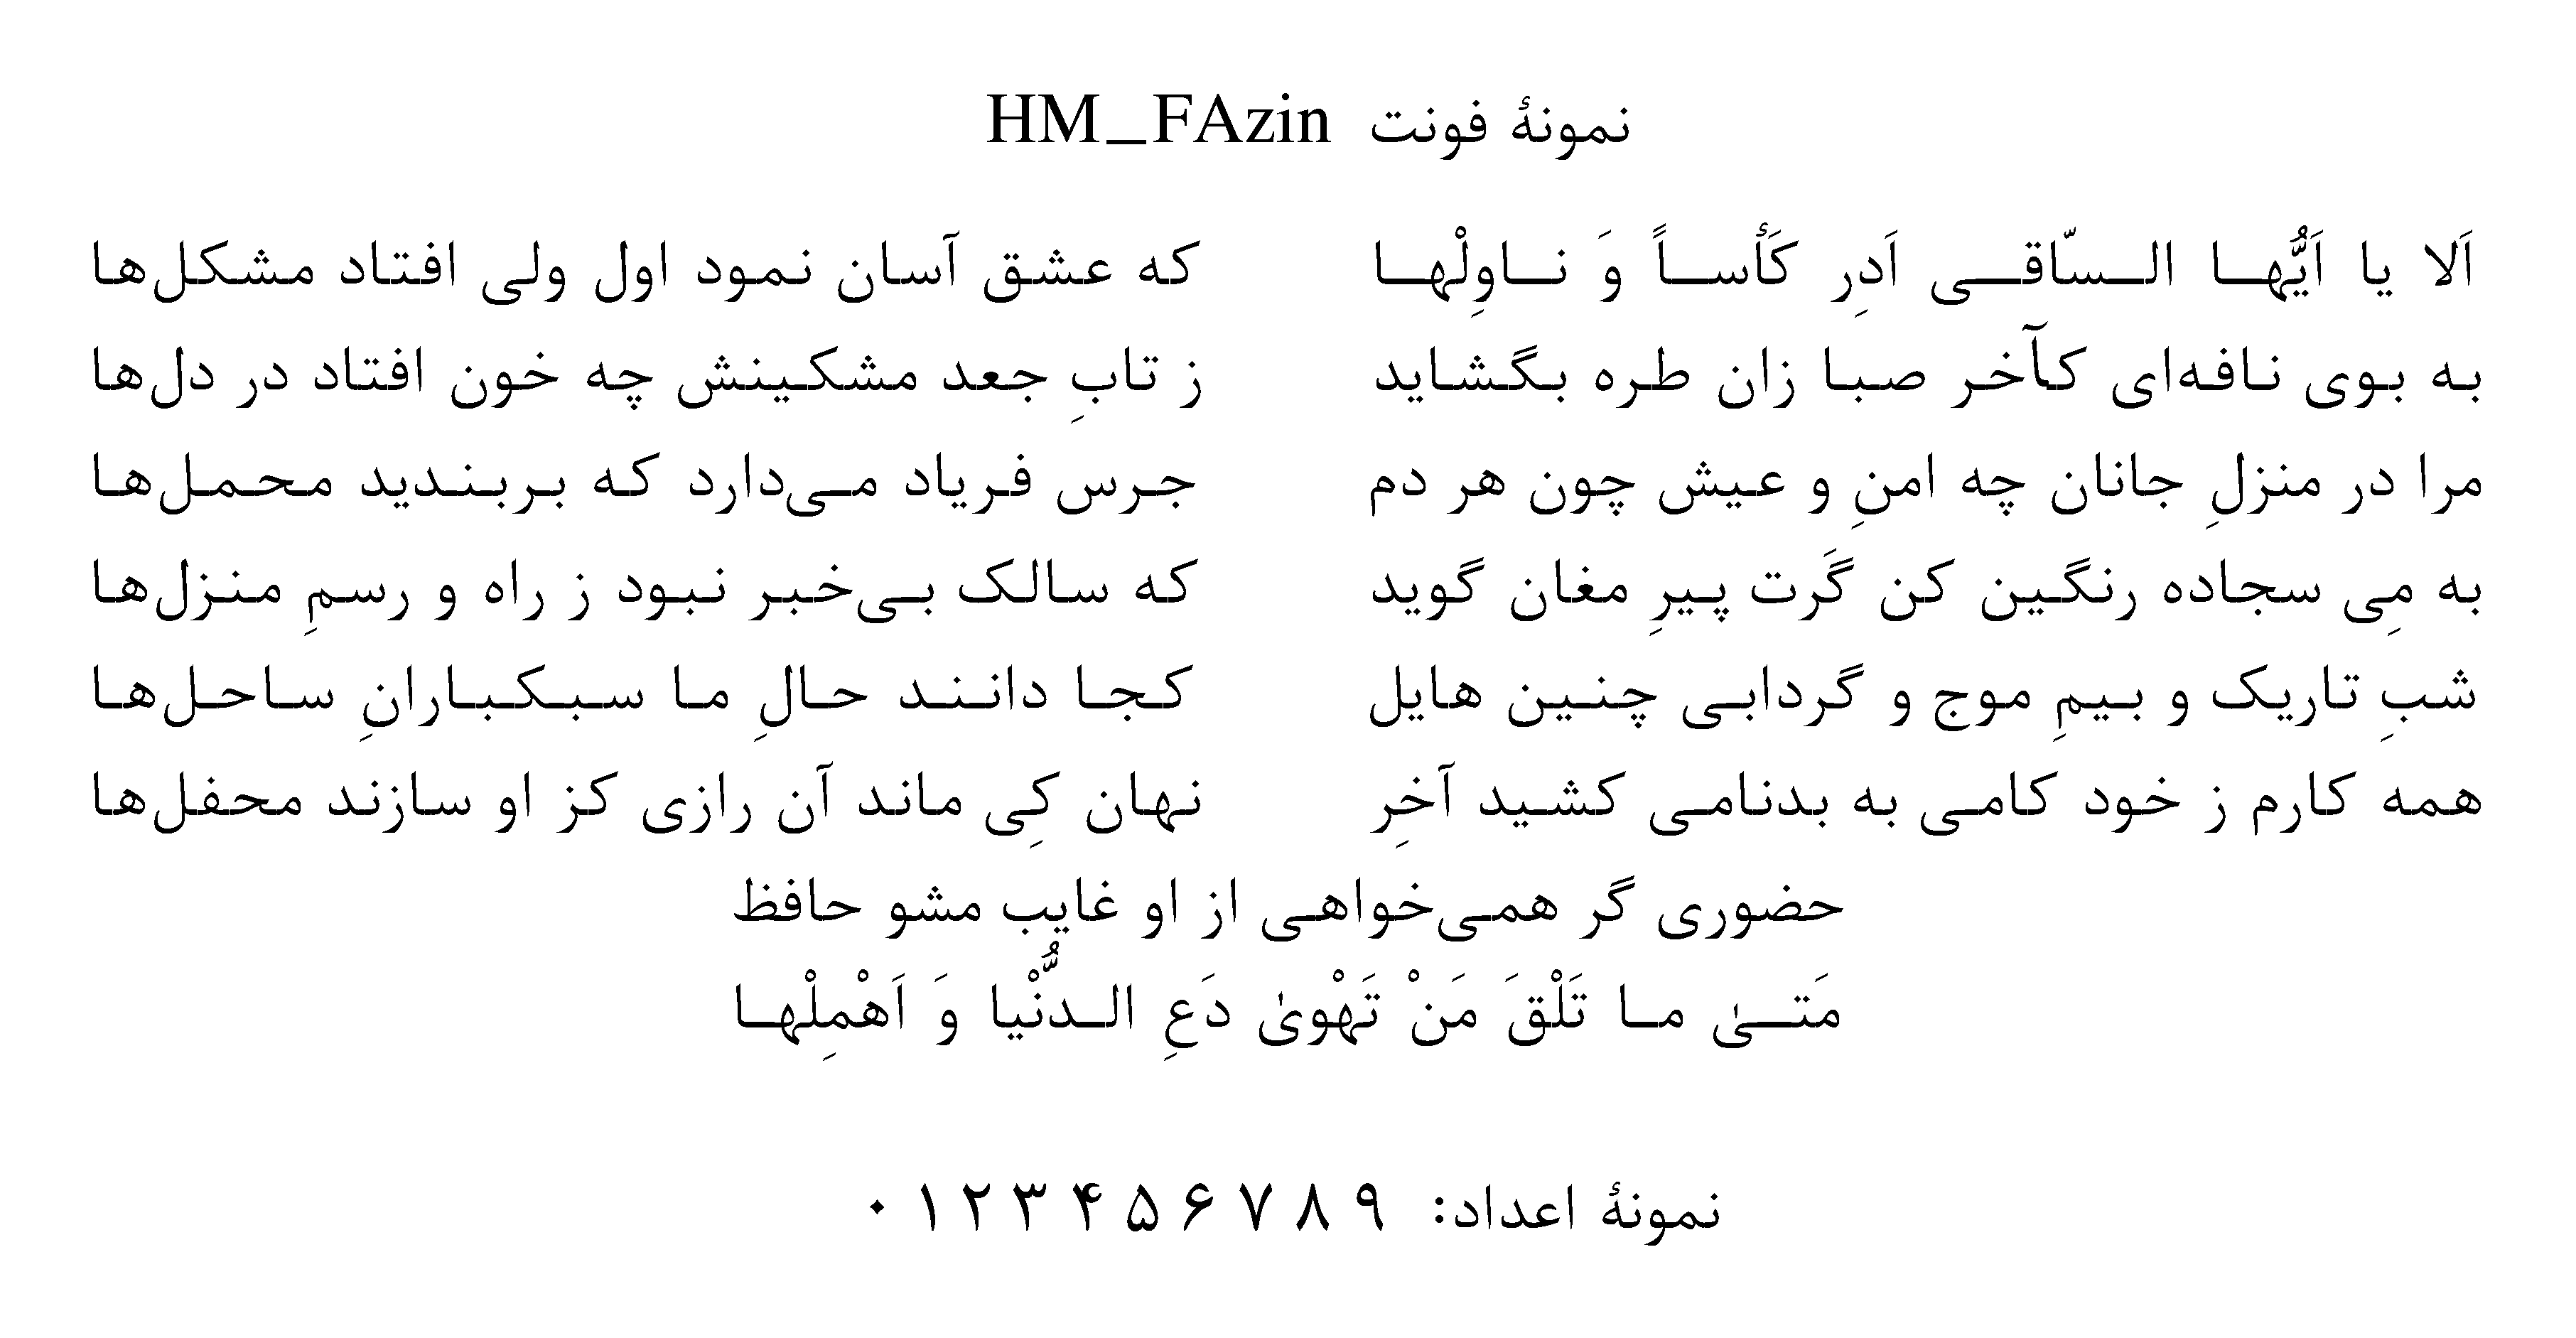 نمونهٔ فونت HM_FAzin
اَلا یا اَیُّها السّاقی اَدِر کَأساً وَ ناوِلْها که عشق آسان نمود اول ولی افتاد مشکل‌ها
به بوی نافه‌ای کآخر صبا زان طره بگشاید ز تابِ جعد مشکینش چه خون افتاد در دل‌ها
مرا در منزلِ جانان چه امنِ و عیش چون هر دم جرس فریاد می‌دارد که بربندید محمل‌ها
به مِی سجاده رنگین کن گَرت پیرِ مغان گوید که سالک بی‌خبر نبود ز راه و رسمِ منزل‌ها
شبِ تاریک و بیمِ موج و گردابی چنین هایل کجا دانند حالِ ما سبکبارانِ ساحل‌ها
همه کارم ز خود کامی به بدنامی کشید آخِر نهان کِی ماند آن رازی کز او سازند محفل‌ها
حضوری گر همی‌خواهی از او غایب مشو حافظ
مَتیٰ ما تَلْقَ مَنْ تَهْویٰ دَعِ الدُّنْیا وَ اَهْمِلْها
نمونهٔ اعداد: ۹ ۸ ۷ ۶ ۵ ۴ ۳ ۲ ۱ ۰